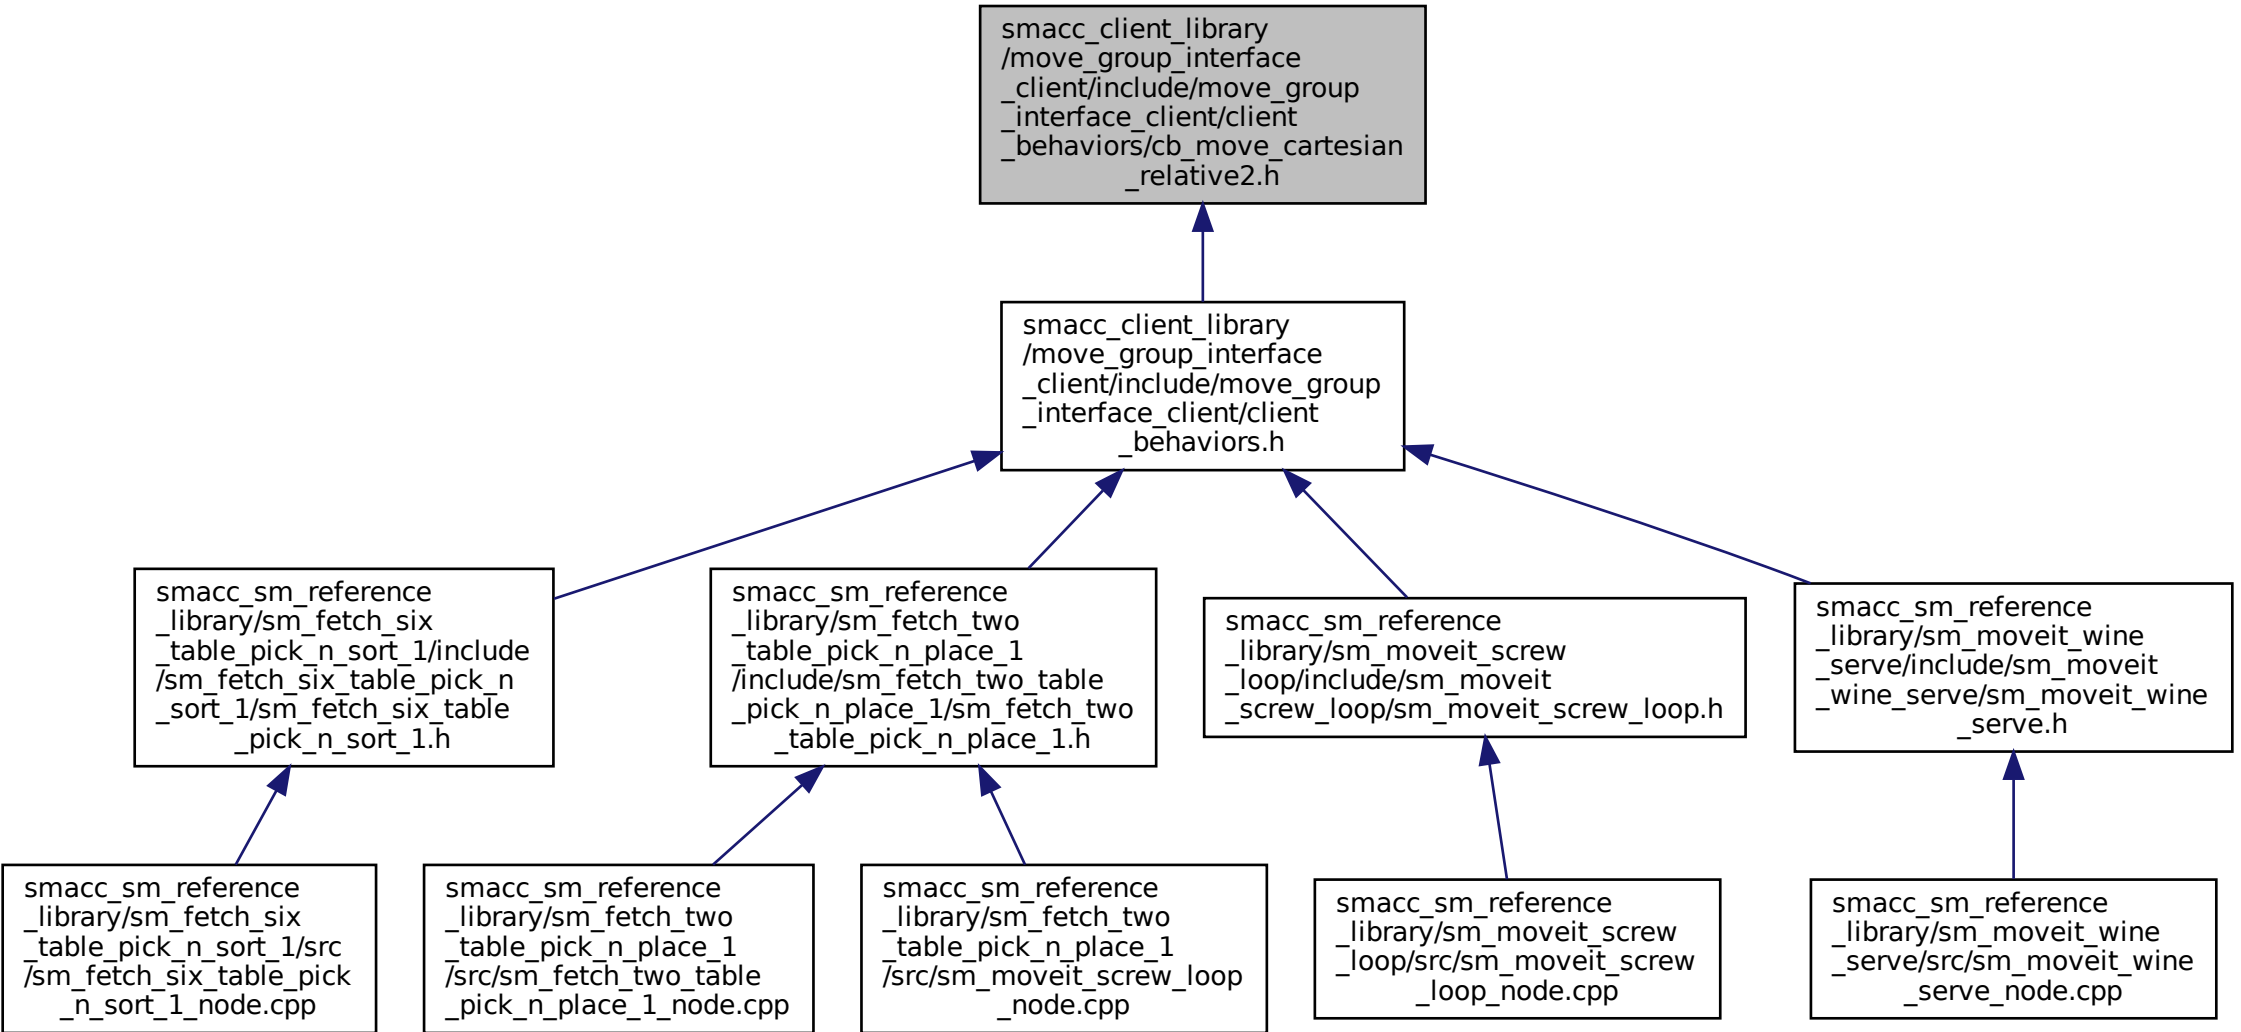 smacc_client_library
/move_group_interface
_client/include/move_group
_interface_client/client
_behaviors/cb_move_cartesian
_relative2.h
smacc_client_library
/move_group_interface
_client/include/move_group
_interface_client/client
_behaviors.h
smacc_sm_reference
_library/sm_fetch_six
_table_pick_n_sort_1/include
/sm_fetch_six_table_pick_n
_sort_1/sm_fetch_six_table
_pick_n_sort_1.h
smacc_sm_reference
_library/sm_fetch_two
_table_pick_n_place_1
/include/sm_fetch_two_table
_pick_n_place_1/sm_fetch_two
_table_pick_n_place_1.h
smacc_sm_reference
_library/sm_moveit_screw
_loop/include/sm_moveit
_screw_loop/sm_moveit_screw_loop.h
smacc_sm_reference
_library/sm_moveit_wine
_serve/include/sm_moveit
_wine_serve/sm_moveit_wine
_serve.h
smacc_sm_reference
_library/sm_fetch_six
_table_pick_n_sort_1/src
/sm_fetch_six_table_pick
_n_sort_1_node.cpp
smacc_sm_reference
_library/sm_fetch_two
_table_pick_n_place_1
/src/sm_fetch_two_table
_pick_n_place_1_node.cpp
smacc_sm_reference
_library/sm_fetch_two
_table_pick_n_place_1
/src/sm_moveit_screw_loop
_node.cpp
smacc_sm_reference
_library/sm_moveit_screw
_loop/src/sm_moveit_screw
_loop_node.cpp
smacc_sm_reference
_library/sm_moveit_wine
_serve/src/sm_moveit_wine
_serve_node.cpp